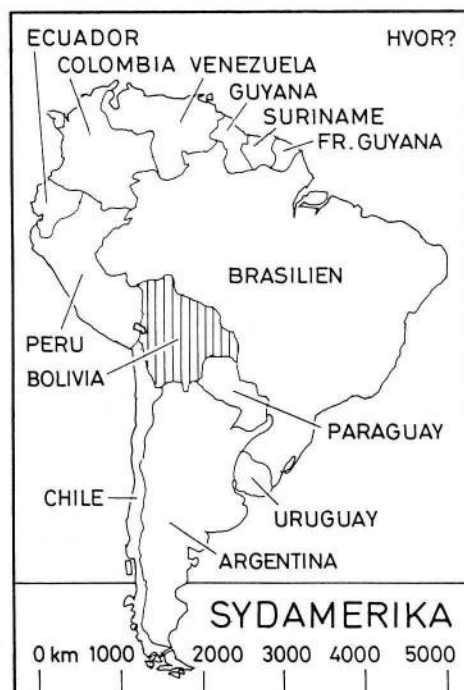 ECUADOR HVOR?
COLOMBIA VENEZUELA
GUYANA
SURINAME
FR. GUYANA
BRASILIEN
PERU
BOLIVIA
PARAGUAY
CHILE
URUGUAY
ARGENTINA
SYDAMERIKA
0 km 1000 2000 3000 4000 5000